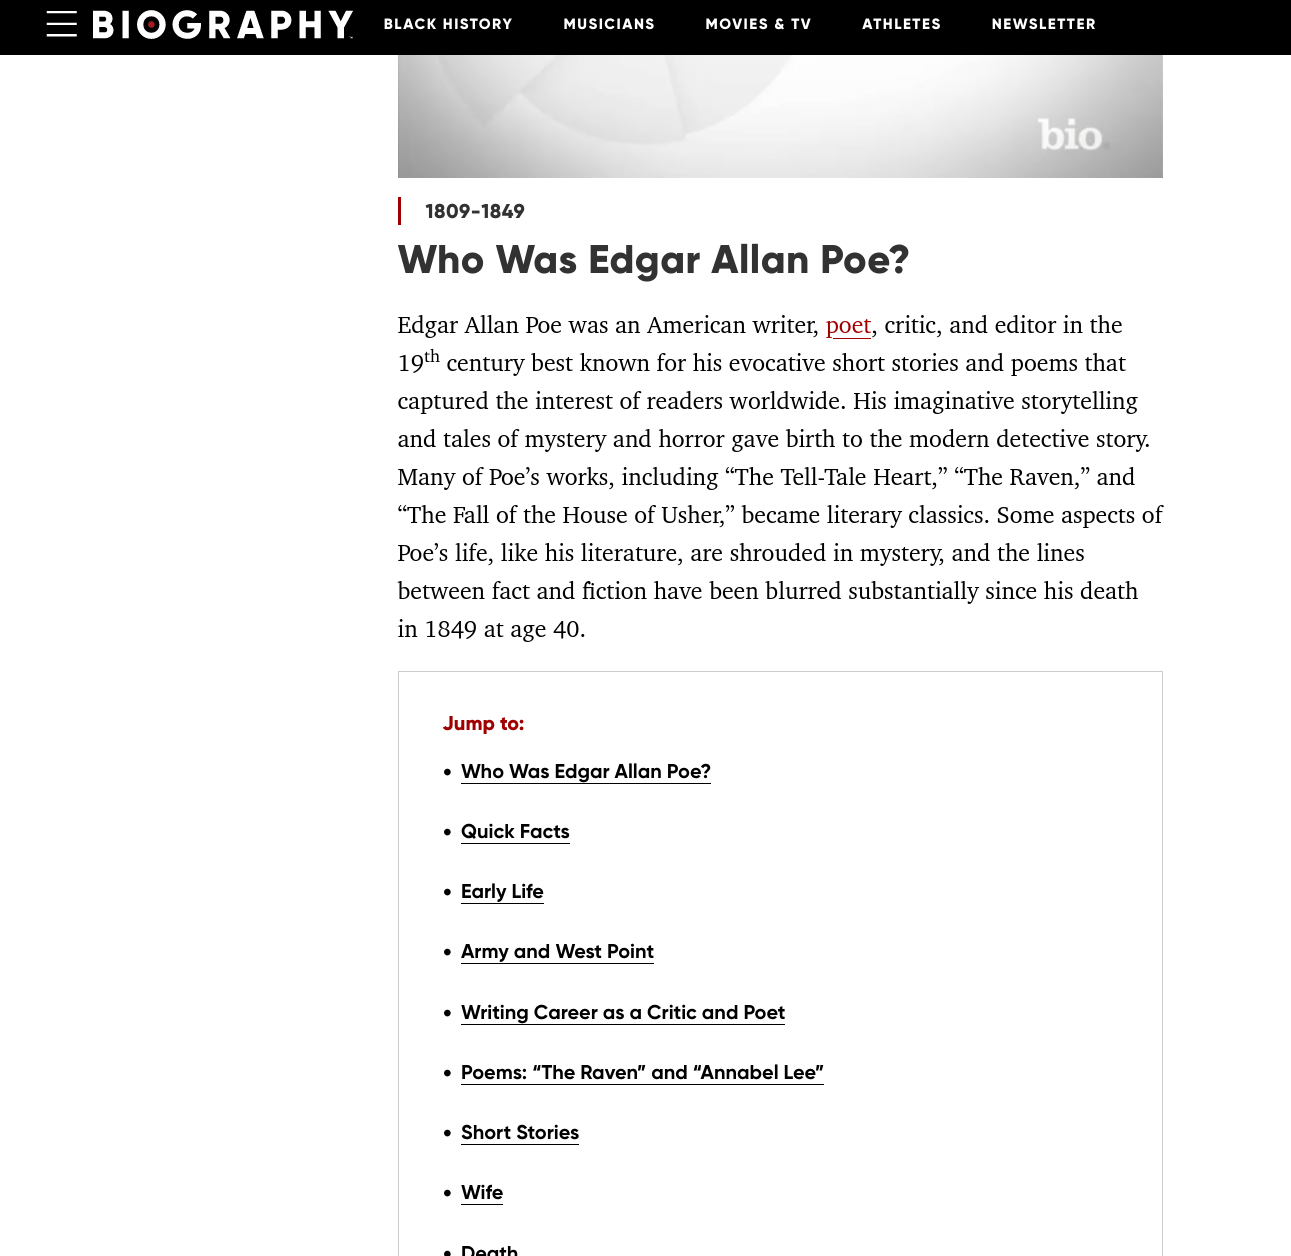 BIOGRAPHY
BLACK HISTORY
MUSICIANS
MOVIES & TV
ATHLETES
NEWSLETTER
bio.
1809-1849
Who Was Edgar Allan Poe?
Edgar Allan Poe was an American writer, poet, critic, and editor in the
19th century best known for his evocative short stories and poems that
captured the interest of readers worldwide. His imaginative storytelling
and tales of mystery and horror gave birth to the modern detective story.
Many of Poe’s works, including “The Tell-Tale Heart,” “The Raven,” and
“The Fall of the House of Usher,” became literary classics. Some aspects of
Poe’s life, like his literature, are shrouded in mystery, and the lines
between fact and fiction have been blurred substantially since his death
in 1849 at age 40.
Jump to:
• Who Was Edgar Allan Poe?
• Quick Facts
• Early Life
• Army and West Point
• Writing Career as a Critic and Poet
• Poems: “The Raven” and “Annabel Lee”
• Short Stories
• Wife
• Death